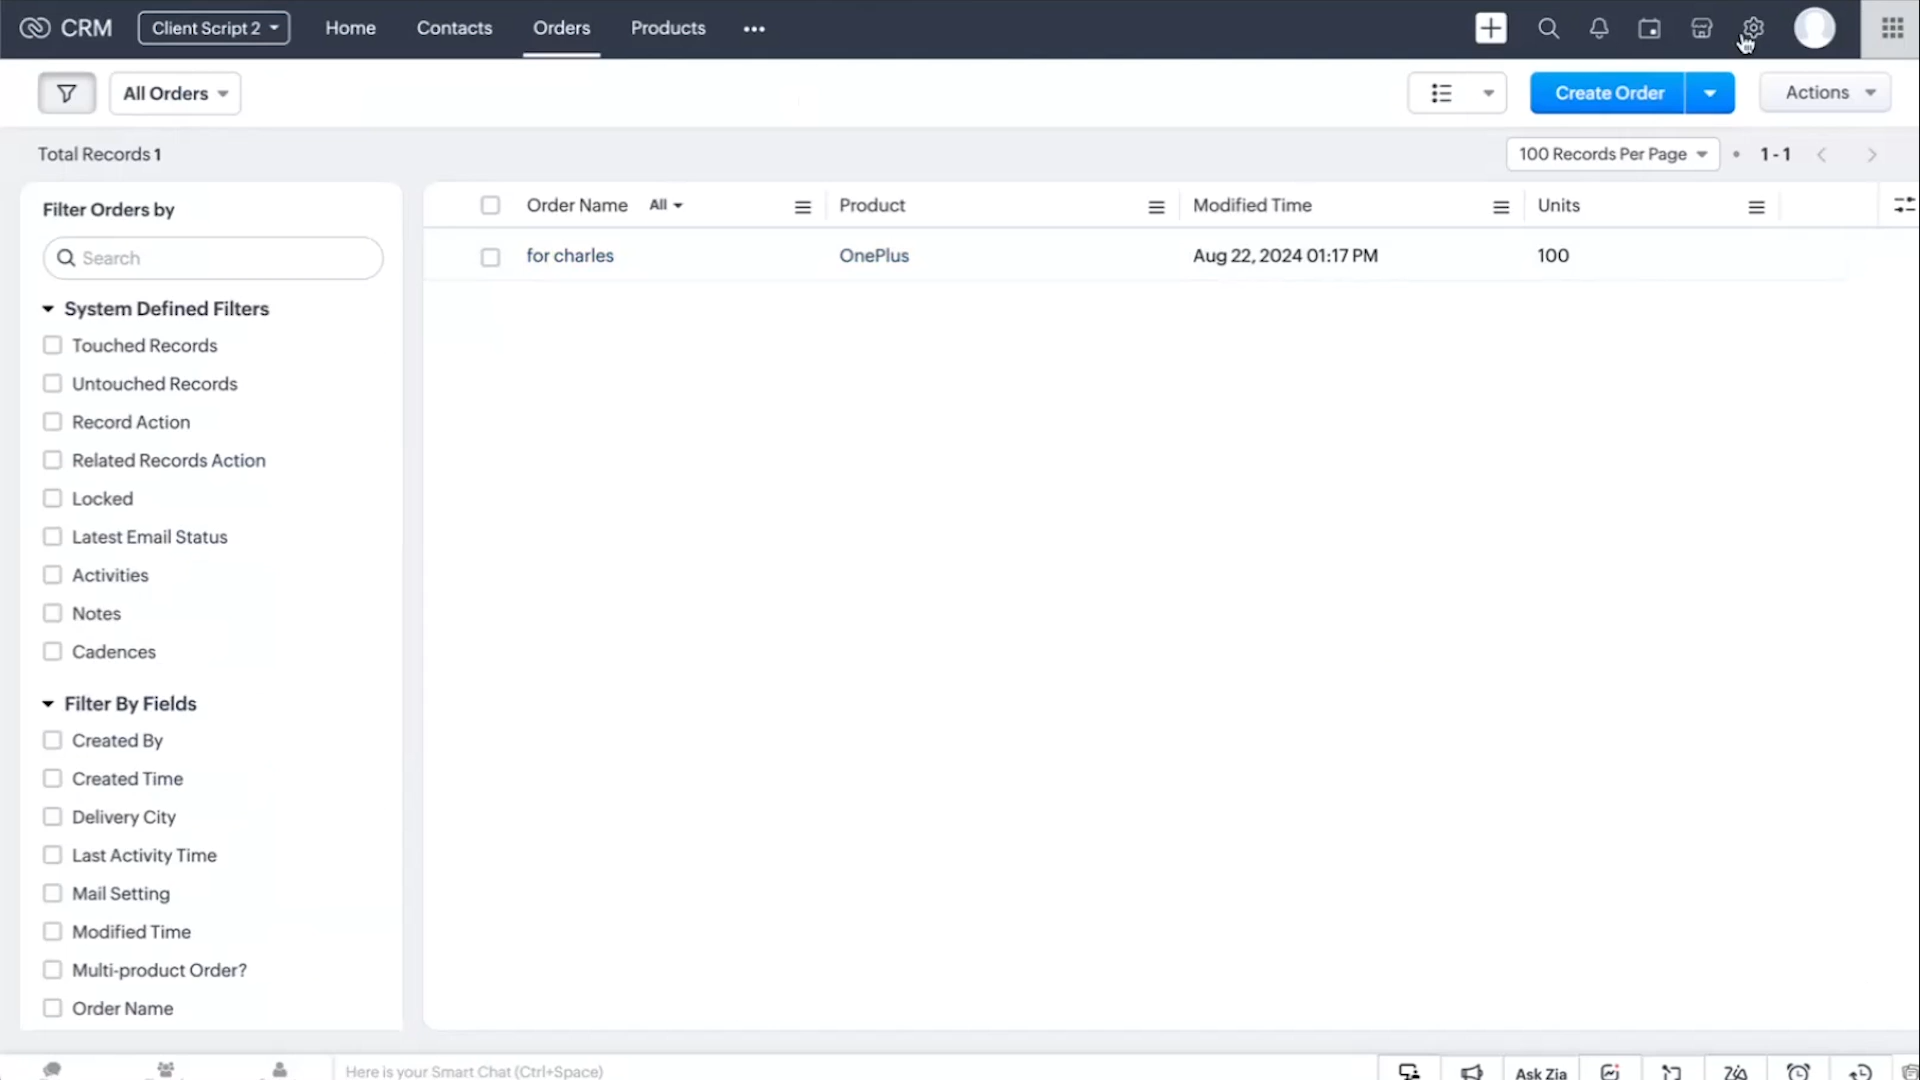 CRM Client Script 2 Home Contacts Orders Products
All Orders Create Order Actions
Total Records 1 100 Records Per Page • 1 - 1
Filter Orders by
Search
System Defined Filters
Touched Records
Untouched Records
Record Action
Related Records Action
Locked
Latest Email Status
Activities
Notes
Cadences
Filter By Fields
Created By
Created Time
Delivery City
Last Activity Time
Mail Setting
Modified Time
Multi-product Order?
Order Name
Order Name All Product Modified Time Units
for charles OnePlus Aug 22, 2024 01:17 PM 100
Here is your Smart Chat (Ctrl+Space) Ask Zia